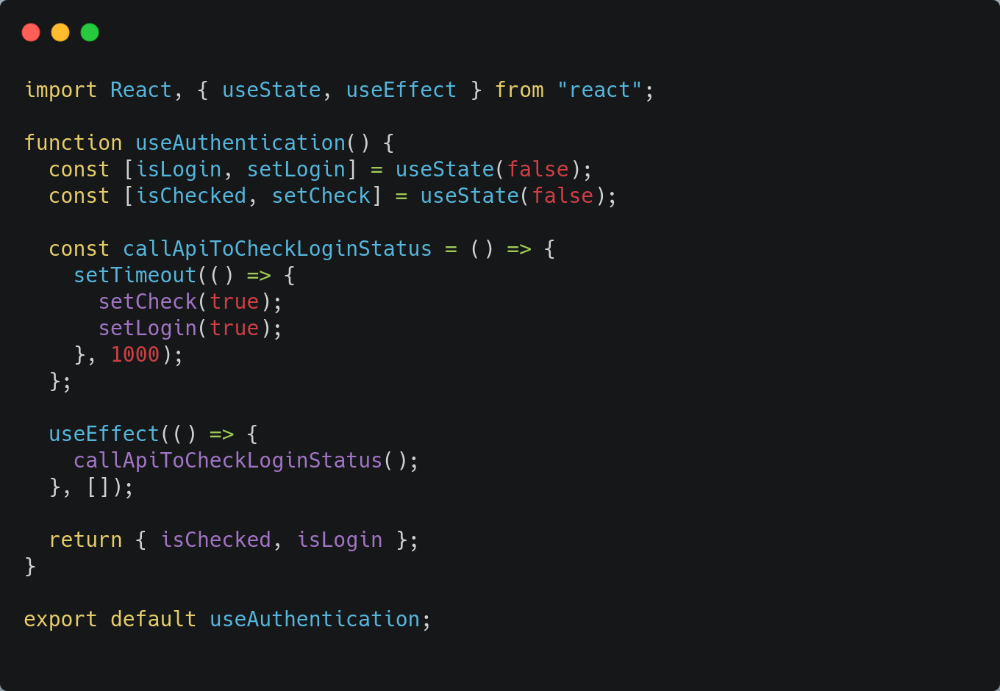 import React, { useState, useEffect } from "react";

function useAuthentication() {
  const [isLogin, setLogin] = useState(false);
  const [isChecked, setCheck] = useState(false);

  const callApiToCheckLoginStatus = () => {
    setTimeout(() => {
      setCheck(true);
      setLogin(true);
    }, 1000);
  };

  useEffect(() => {
    callApiToCheckLoginStatus();
  }, []);

  return { isChecked, isLogin };
}

export default useAuthentication;